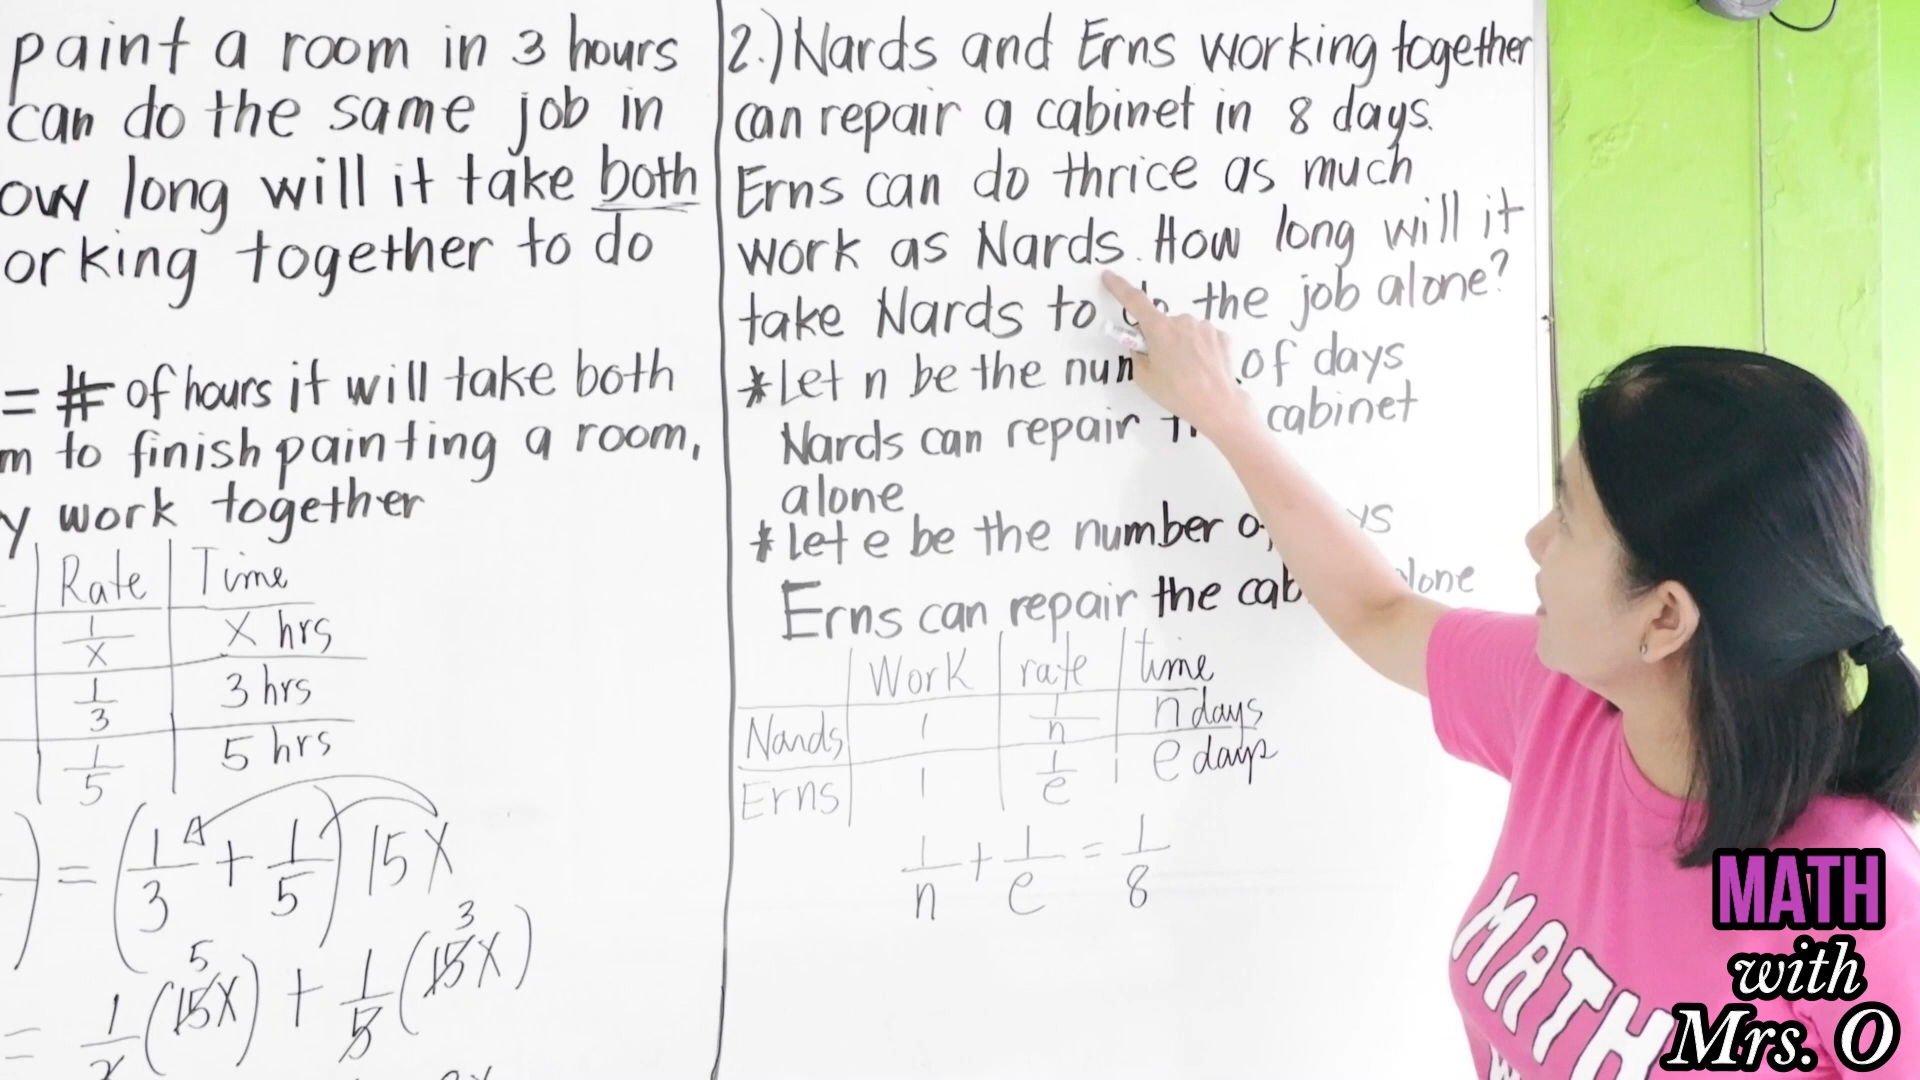 paint a room in 3 hours
can do the same job in
ow long will it take both
orking together to do
= # of hours it will take both
m to finish painting a room,
y work together
Rate Time
1/x x hrs
1/3 3 hrs
1/5 5 hrs
) = (1/3 + 1/5) 15x
5 3
= 1/3 (15x) + 1/5 (15x)
2.) Nards and Erns working together
can repair a cabinet in 8 days.
Erns can do thrice as much
work as Nards. How long will it
take Nards to do the job alone?
*Let n be the num of days
Nards can repair cabinet
alone
*Let e be the number of
Erns can repair the cab alone
Work rate time
Nards 1 1/n n days
Erns 1 1/e e days
1/n + 1/e = 1/8
MATH
MATH
with
Mrs. O